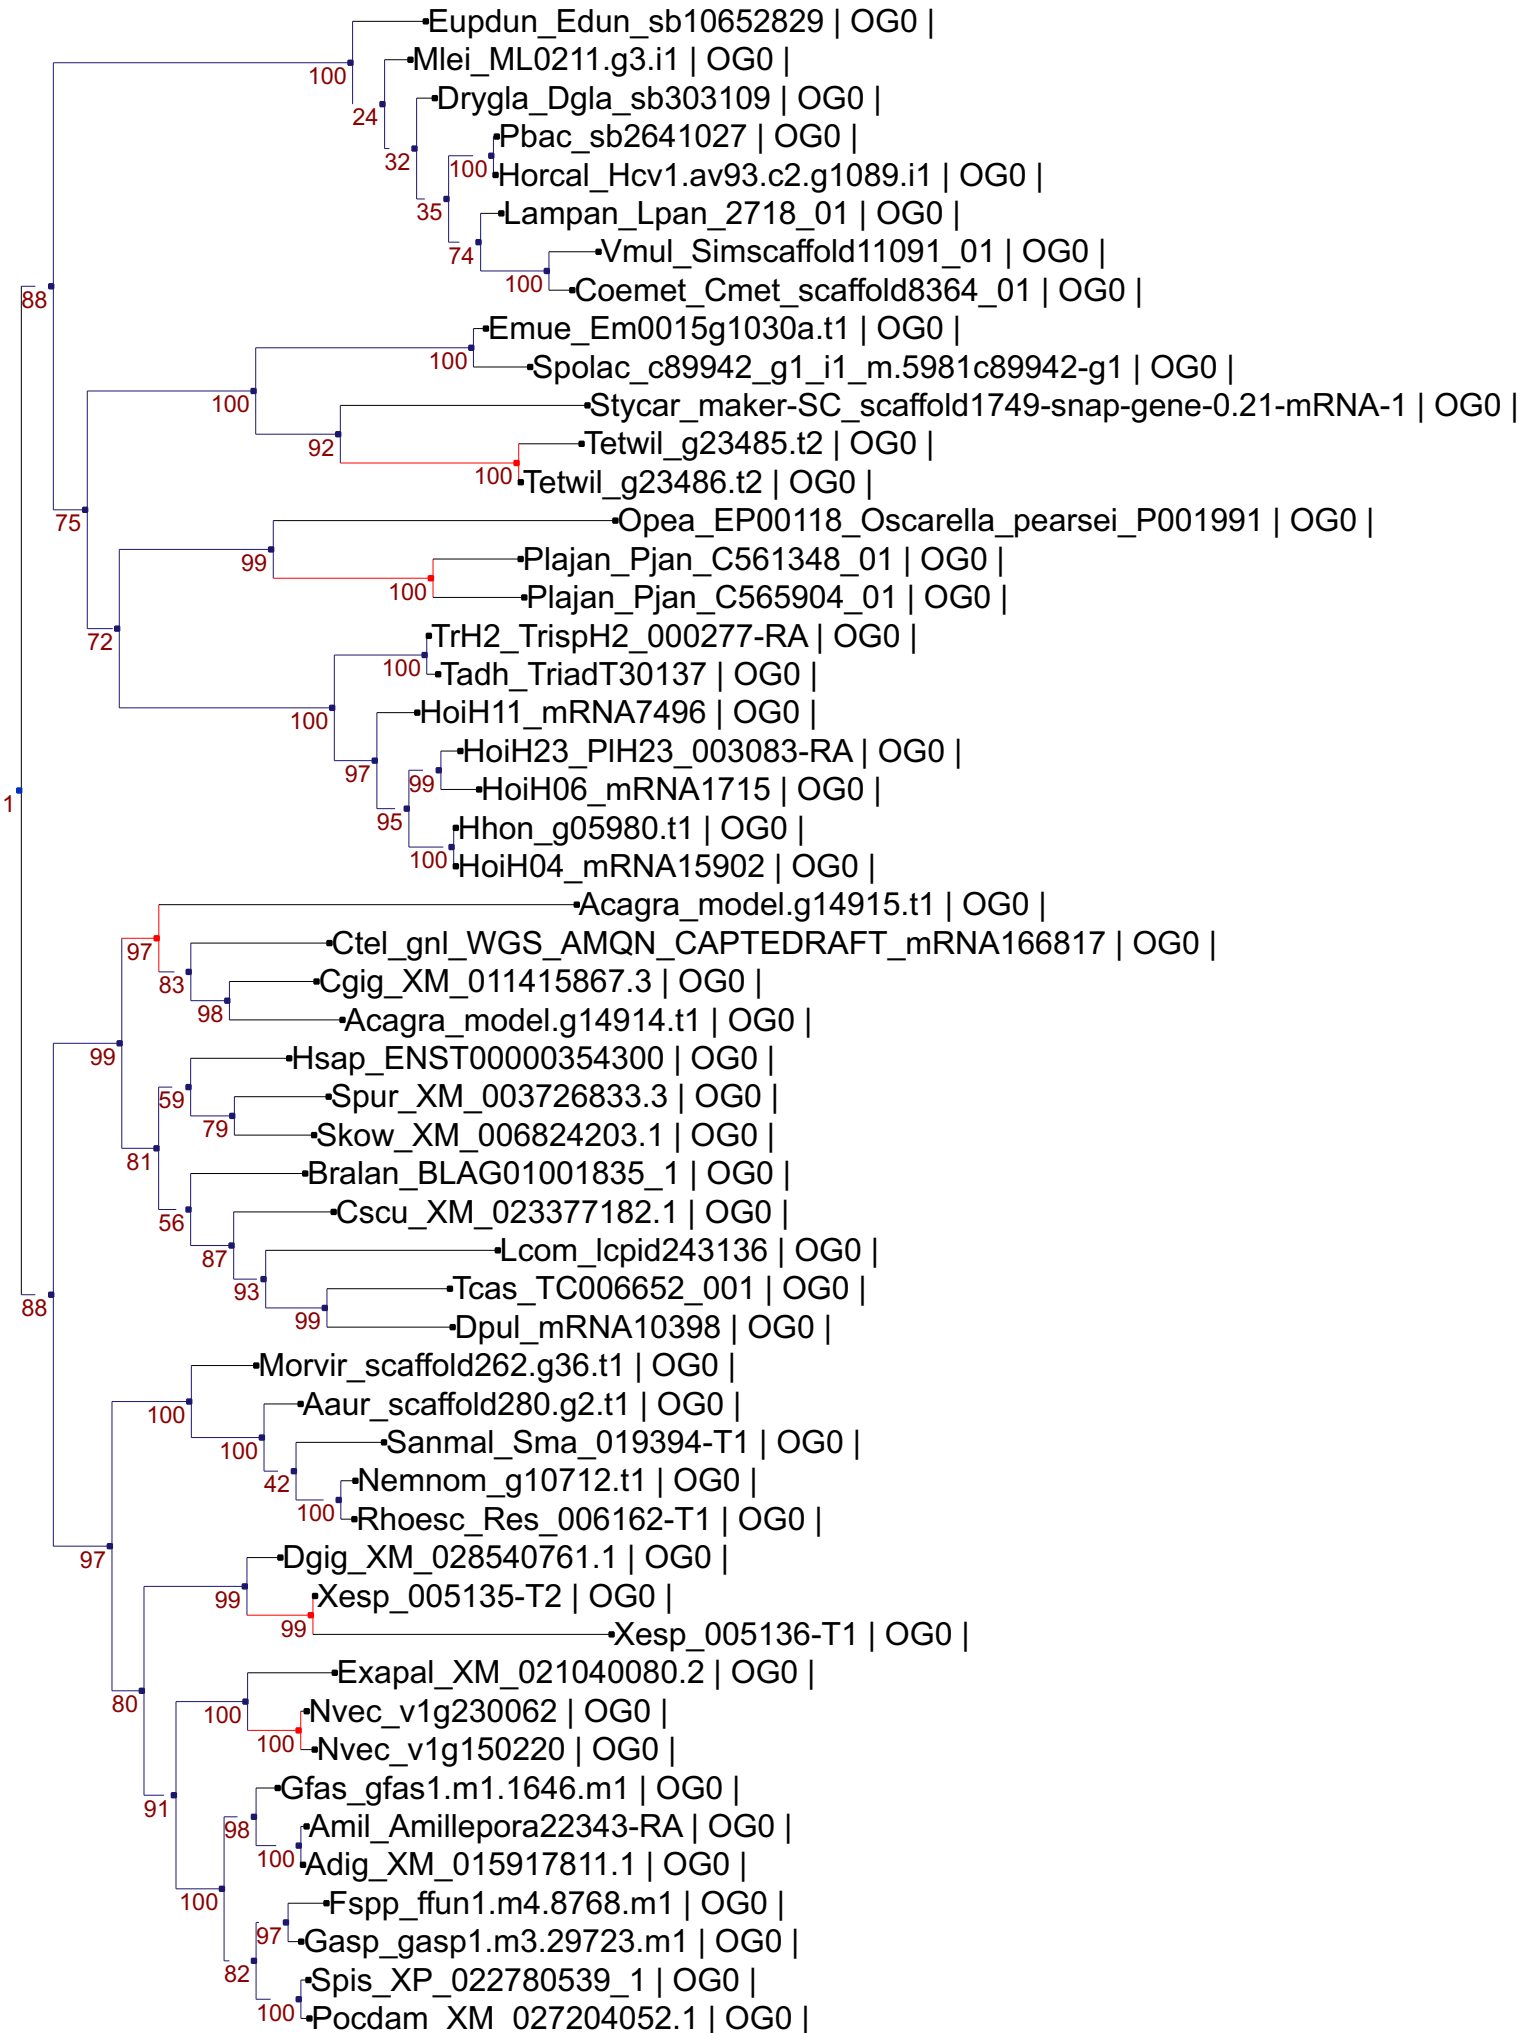 Eupdun_Edun_sb10652829 | OG0 |
100
Mlei_ML0211.g3.i1 | OG0 |
24
Drygla_Dgla_sb303109 | OG0 |
32
Pbac_sb2641027 | OG0 |
100
Horcal_Hcv1.av93.c2.g1089.i1 | OG0 |
35
Lampan_Lpan_2718_01 | OG0 |
74
Vmul_Simscaffold11091_01 | OG0 |
100
Coemet_Cmet_scaffold8364_01 | OG0 |
88
Emue_Em0015g1030a.t1 | OG0 |
100
Spolac_c89942_g1_i1_m.5981c89942-g1 | OG0 |
100
Stycar_maker-SC_scaffold1749-snap-gene-0.21-mRNA-1 | OG0 |
92
Tetwil_g23485.t2 | OG0 |
100
Tetwil_g23486.t2 | OG0 |
75
Opea_EP00118_Oscarella_pearsei_P001991 | OG0 |
99
Plajan_Pjan_C561348_01 | OG0 |
100
Plajan_Pjan_C565904_01 | OG0 |
72
TrH2_TrispH2_000277-RA | OG0 |
100
Tadh_TriadT30137 | OG0 |
100
HoiH11_mRNA7496 | OG0 |
97
HoiH23_PlH23_003083-RA | OG0 |
99
HoiH06_mRNA1715 | OG0 |
1
95
Hhon_g05980.t1 | OG0 |
100
HoiH04_mRNA15902 | OG0 |
Acagra_model.g14915.t1 | OG0 |
97
Ctel_gnl_WGS_AMQN_CAPTEDRAFT_mRNA166817 | OG0 |
83
Cgig_XM_011415867.3 | OG0 |
98
Acagra_model.g14914.t1 | OG0 |
99
Hsap_ENST00000354300 | OG0 |
59
Spur_XM_003726833.3 | OG0 |
79
Skow_XM_006824203.1 | OG0 |
81
Bralan_BLAG01001835_1 | OG0 |
56
Cscu_XM_023377182.1 | OG0 |
87
Lcom_lcpid243136 | OG0 |
93
Tcas_TC006652_001 | OG0 |
88
99
Dpul_mRNA10398 | OG0 |
Morvir_scaffold262.g36.t1 | OG0 |
100
Aaur_scaffold280.g2.t1 | OG0 |
100
Sanmal_Sma_019394-T1 | OG0 |
42
Nemnom_g10712.t1 | OG0 |
100
Rhoesc_Res_006162-T1 | OG0 |
97
Dgig_XM_028540761.1 | OG0 |
99
Xesp_005135-T2 | OG0 |
99
Xesp_005136-T1 | OG0 |
Exapal_XM_021040080.2 | OG0 |
80
100
Nvec_v1g230062 | OG0 |
100
Nvec_v1g150220 | OG0 |
Gfas_gfas1.m1.1646.m1 | OG0 |
91
98
Amil_Amillepora22343-RA | OG0 |
100
Adig_XM_015917811.1 | OG0 |
100
Fspp_ffun1.m4.8768.m1 | OG0 |
97
Gasp_gasp1.m3.29723.m1 | OG0 |
82
Spis_XP_022780539_1 | OG0 |
100
Pocdam_XM_027204052.1 | OG0 |